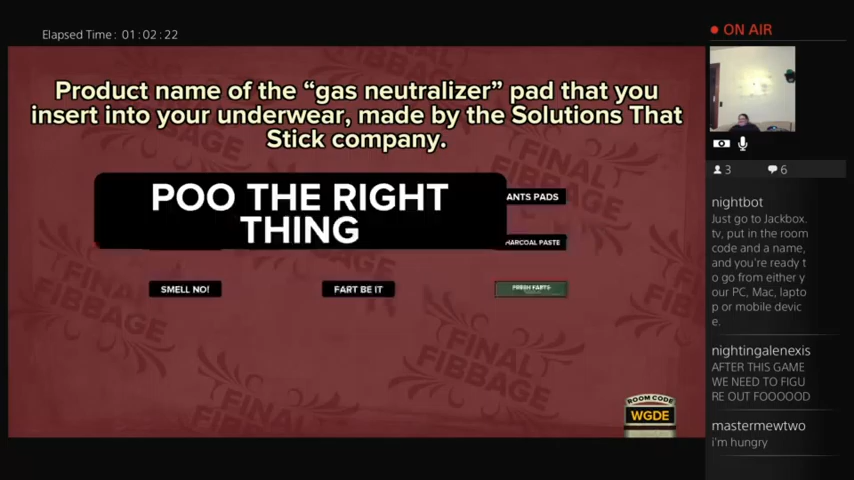 Elapsed Time: 01:02:22
ON AIR
Product name of the “gas neutralizer” pad that you
insert into your underwear, made by the Solutions That
Stick company.
POO THE RIGHT
THING
ANTS PADS
HARCOAL PASTE
SMELL NO!
FART BE IT
FRESH FARTS
FINAL
FIBBAGE
ROOM CODE
WGDE
3
6
nightbot
Just go to Jackbox.
tv, put in the room
code and a name,
and you're ready t
o go from either y
our PC, Mac, lapto
p or mobile devic
e.
nightingalenexis
AFTER THIS GAME
WE NEED TO FIGU
RE OUT FOOOOOD
mastermewtwo
i'm hungry